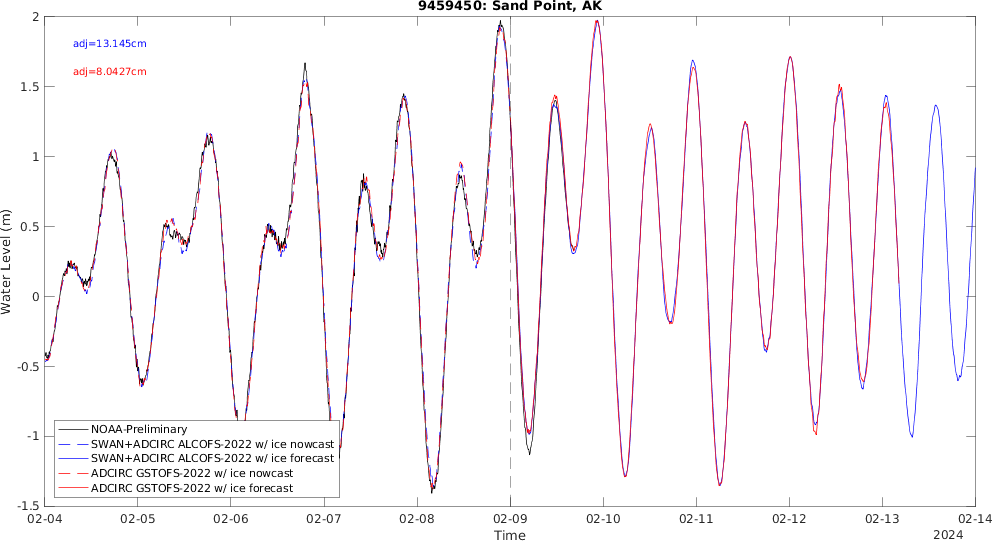 9459450: Sand Point, AK
adj=13.145cm
adj=8.0427cm
Water Level (m)
2
1.5
1
0.5
0
-0.5
-1
-1.5
NOAA-Preliminary
SWAN+ADCIRC ALCOFS-2022 w/ ice nowcast
SWAN+ADCIRC ALCOFS-2022 w/ ice forecast
ADCIRC GSTOFS-2022 w/ ice nowcast
ADCIRC GSTOFS-2022 w/ ice forecast
02-04 02-05 02-06 02-07 02-08 02-09 02-10 02-11 02-12 02-13 02-14
Time
2024